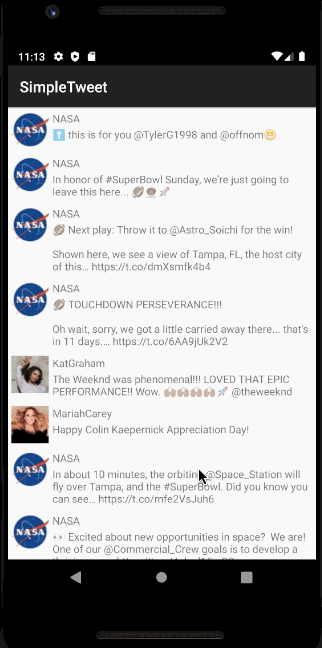 11:13
SimpleTweet
NASA
⬆️ this is for you @TylerG1998 and @offnom😬
NASA
In honor of #SuperBowl Sunday, we're just going to
leave this here... 🏈🪐🚀
NASA
🏈 Next play: Throw it to @Astro_Soichi for the win!
Shown here, we see a view of Tampa, FL, the host city
of this… https://t.co/dmXsmfk4b4
NASA
🏈 TOUCHDOWN PERSEVERANCE!!!
Oh wait, sorry, we got a little carried away there... that's
in 11 days.… https://t.co/6AA9jUk2V2
KatGraham
The Weeknd was phenomenal!!! LOVED THAT EPIC
PERFORMANCE!! Wow. 🙌🏽🙌🏽🙌🏽🙌🏽🚀 @theweeknd
MariahCarey
Happy Colin Kaepernick Appreciation Day!
NASA
In about 10 minutes, the orbiting @Space_Station will
fly over Tampa, and the #SuperBowl. Did you know you
can see… https://t.co/mfe2VsJuh6
NASA
👀 Excited about new opportunities in space? We are!
One of our @Commercial_Crew goals is to develop a